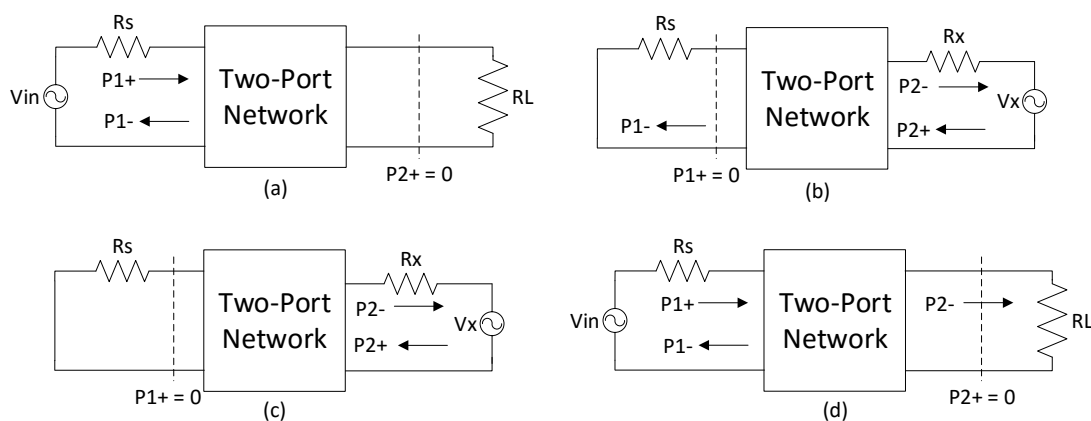 Rs
P1+
P1-
Vin
Two-Port
Network
RL
P2+ = 0
(a)
Rs
P1-
P1+ = 0
Two-Port
Network
Rx
P2-
P2+
Vx
(b)
Rs
P1+ = 0
Two-Port
Network
Rx
P2-
P2+
Vx
(c)
Rs
P1+
P1-
Vin
Two-Port
Network
P2-
RL
P2+ = 0
(d)